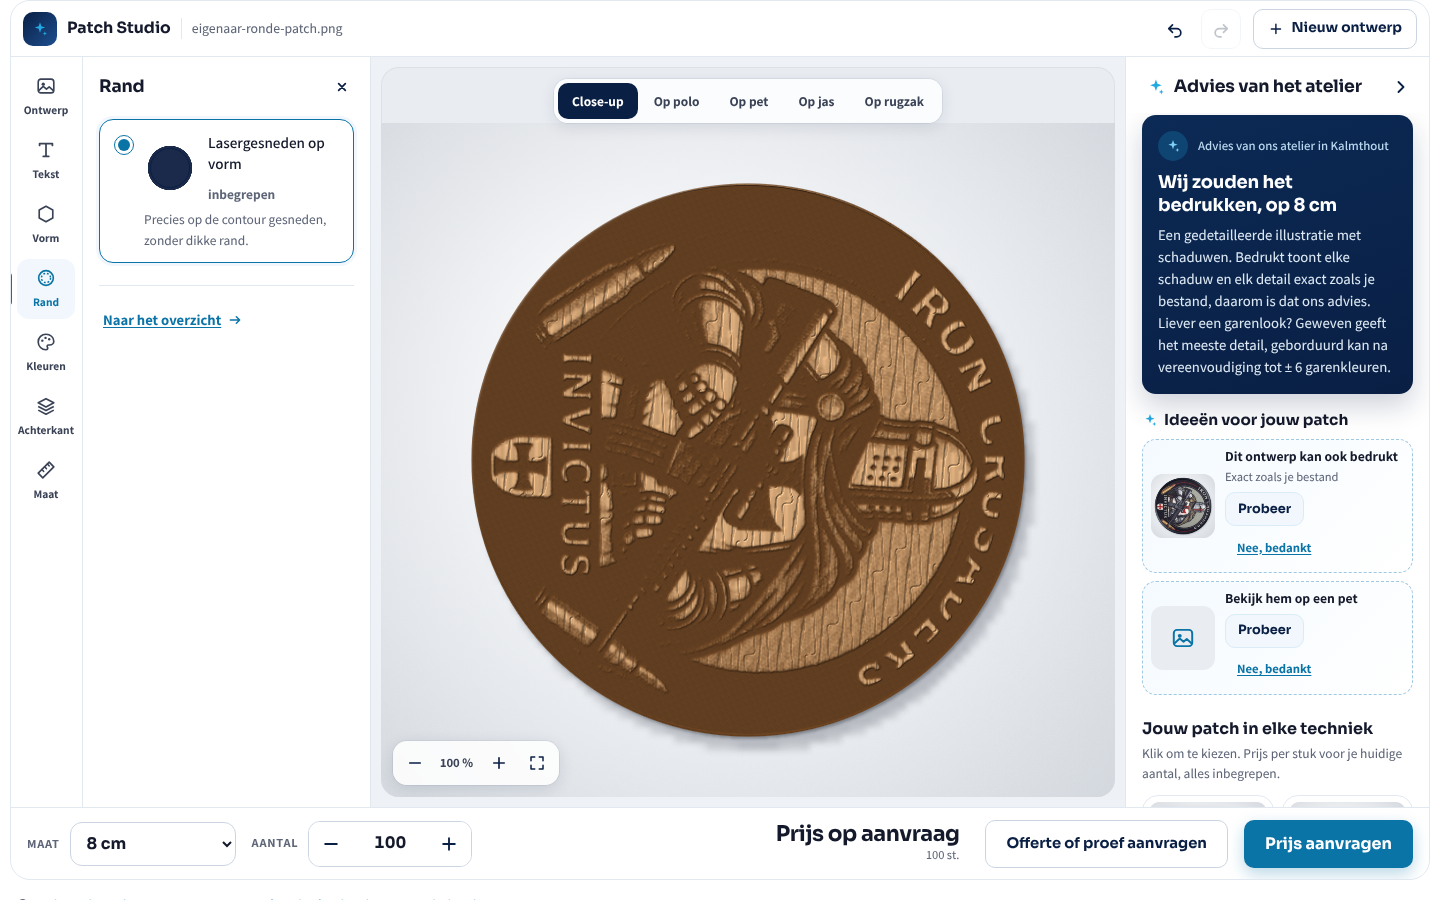 Patch Studio
eigenaar-ronde-patch.png
Nieuw ontwerp
Ontwerp
Tekst
Vorm
Rand
Kleuren
Achterkant
Maat
Rand
Lasergesneden op
vorm
inbegrepen
Precies op de contour gesneden,
zonder dikke rand.
Naar het overzicht
Close-up
Op polo
Op pet
Op jas
Op rugzak
IRON CRUSADERS
INVICTUS
100 %
Advies van het atelier
Advies van ons atelier in Kalmthout
Wij zouden het
bedrukken, op 8 cm
Een gedetailleerde illustratie met
schaduwen. Bedrukt toont elke
schaduw en elk detail exact zoals je
bestand, daarom is dat ons advies.
Liever een garenlook? Geweven geeft
het meeste detail, geborduurd kan na
vereenvoudiging tot ± 6 garenkleuren.
Ideeën voor jouw patch
Dit ontwerp kan ook bedrukt
Exact zoals je bestand
Probeer
Nee, bedankt
Bekijk hem op een pet
Probeer
Nee, bedankt
Jouw patch in elke techniek
Klik om te kiezen. Prijs per stuk voor je huidige
aantal, alles inbegrepen.
MAAT
8 cm
AANTAL
100
Prijs op aanvraag
100 st.
Offerte of proef aanvragen
Prijs aanvragen